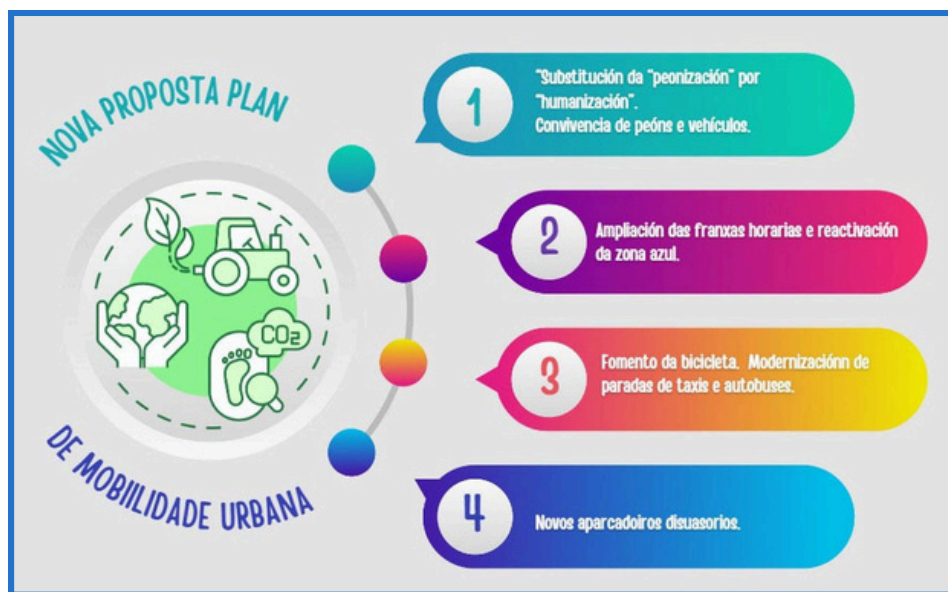 NOVA PROPOSTA PLAN
DE MOBIILIDADE URBANA
CO2
1
"Substitución da "peonización" por
"humanización".
Convivencia de peóns e vehículos.
2
Ampliación das franxas horarias e reactivación
da zona azul.
3
Fomento da bicicleta. Modernizaciónn de
paradas de taxis e autobuses.
4
Novos aparcadoiros disuasorios.